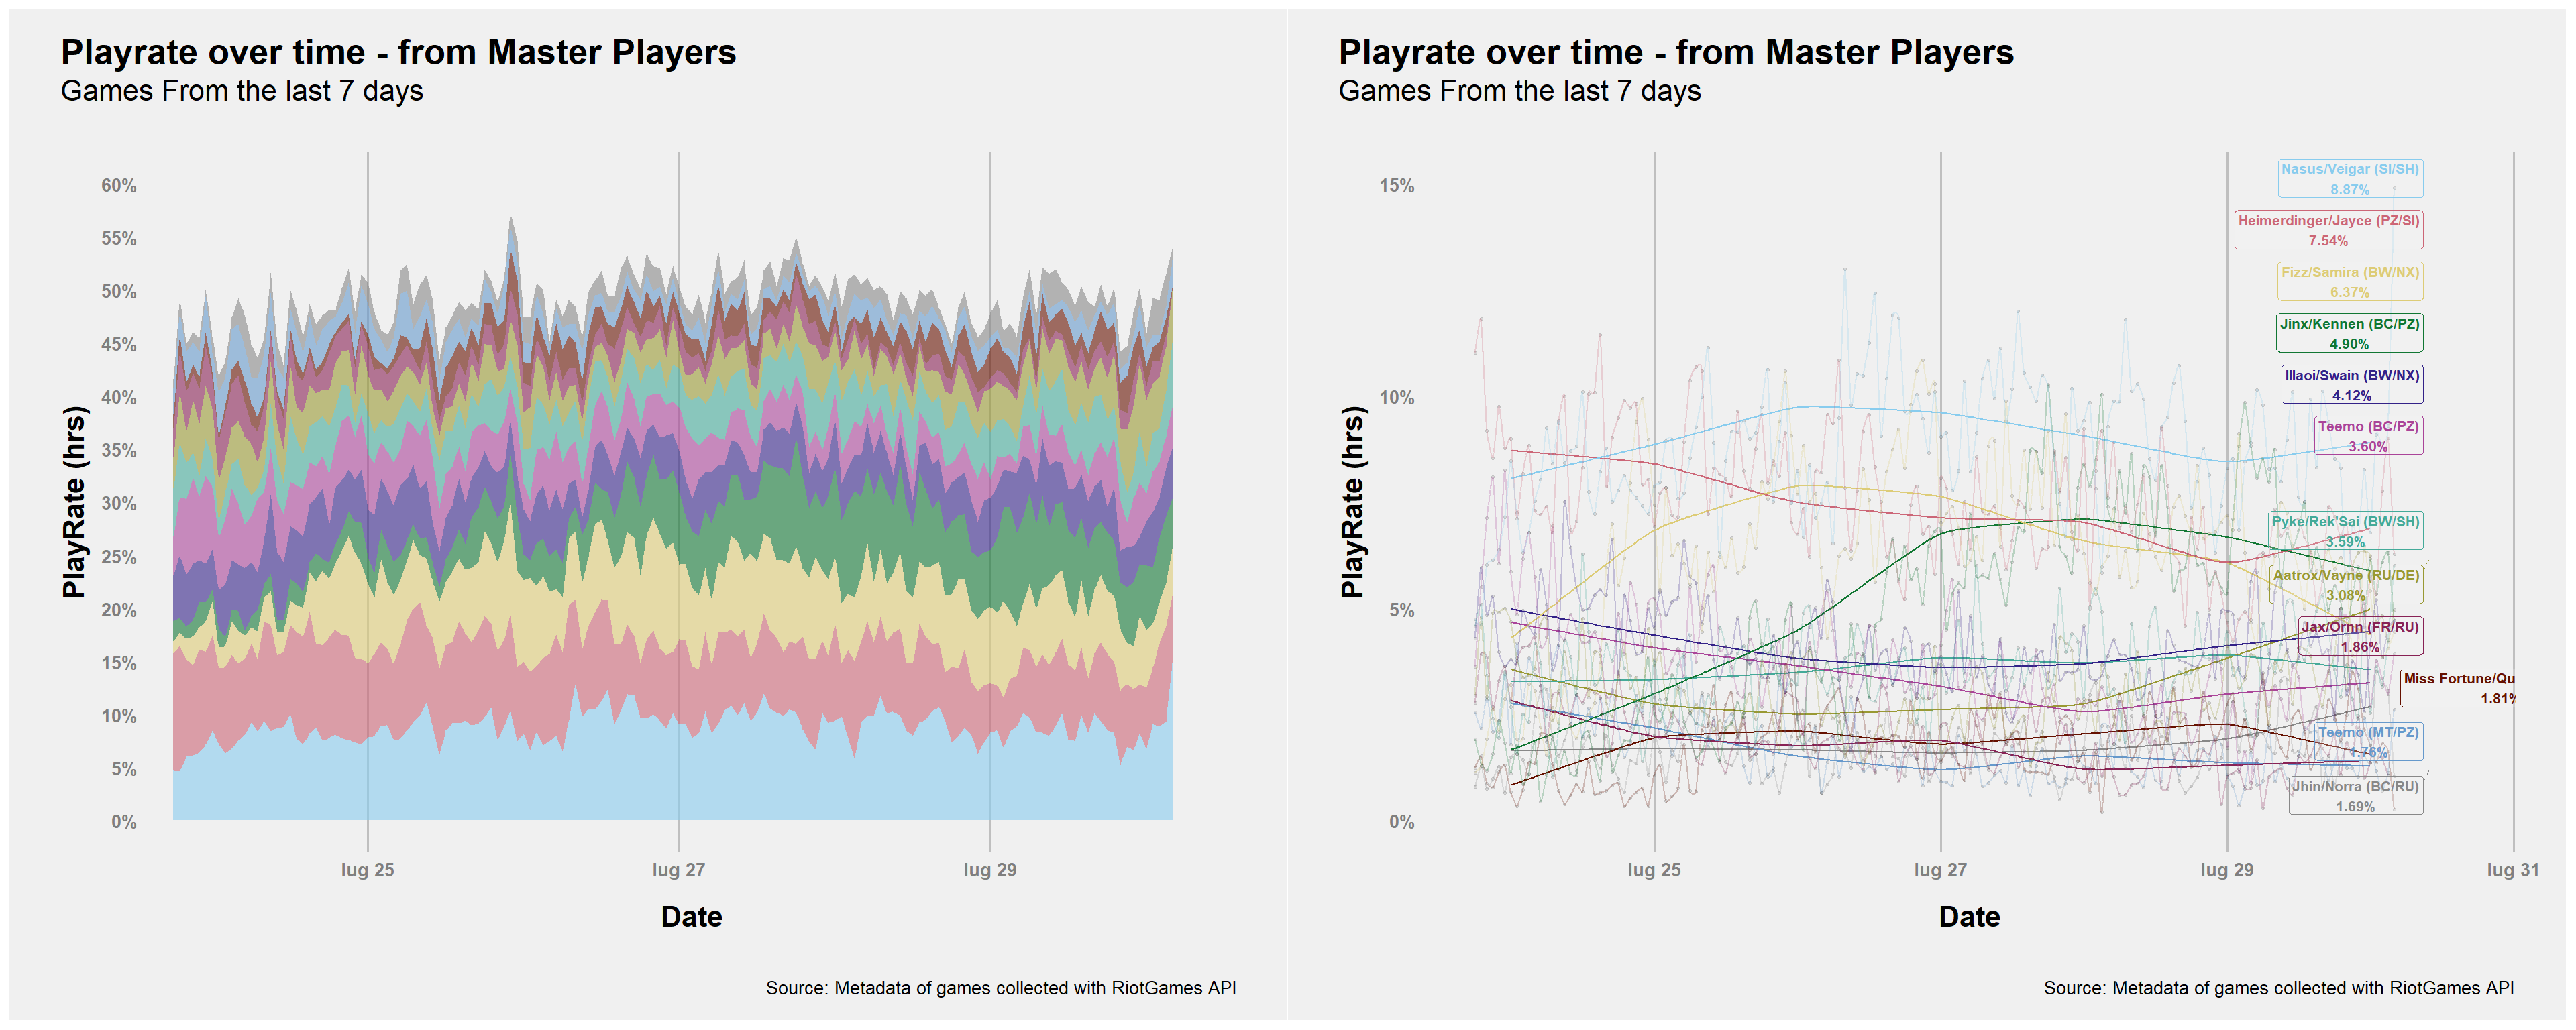 Playrate over time - from Master Players
Games From the last 7 days
60%
55%
50%
45%
40%
35%
30%
25%
20%
15%
10%
5%
0%
PlayRate (hrs)
lug 25
lug 27
lug 29
Date
Source: Metadata of games collected with RiotGames API
Playrate over time - from Master Players
Games From the last 7 days
15%
10%
5%
0%
PlayRate (hrs)
Nasus/Veigar (SI/SH)
8.87%
Heimerdinger/Jayce (PZ/SI)
7.54%
Fizz/Samira (BW/NX)
6.37%
Jinx/Kennen (BC/PZ)
4.90%
Illaoi/Swain (BW/NX)
4.12%
Teemo (BC/PZ)
3.60%
Pyke/Rek'Sai (BW/SH)
3.59%
Aatrox/Vayne (RU/DE)
3.08%
Jax/Ornn (FR/RU)
1.86%
Miss Fortune/Qu
1.81%
Teemo (MT/PZ)
1.76%
Jhin/Norra (BC/RU)
1.69%
lug 25
lug 27
lug 29
lug 31
Date
Source: Metadata of games collected with RiotGames API